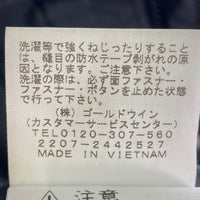 洗濯等で強くねじったりすること
は、縫目の防水テープ剥がれの原
因となります。ご注意下さい。
洗濯の際は、必ず面ファスナー・
ファスナー・ボタンを止めた状態
で行って下さい。
(株) ゴールドウイン
(カスタマーサービスセンター)
TEL0120-307-560
2207-2442527
MADE IN VIETNAM
注意